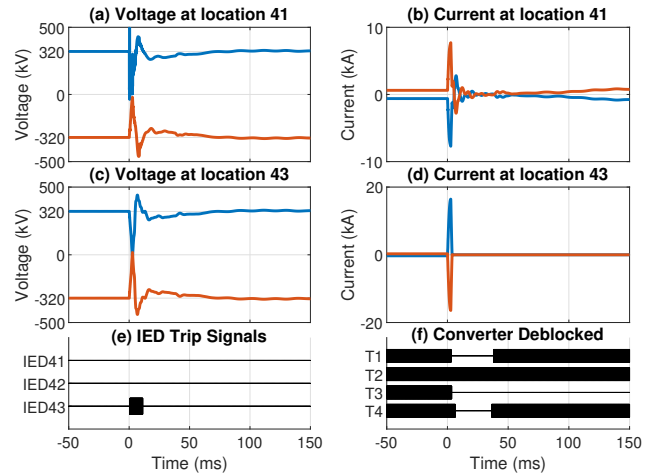 (a) Voltage at location 41
Voltage (kV)
500
320
0
-320
-500
(b) Current at location 41
Current (kA)
10
0
-10
(c) Voltage at location 43
Voltage (kV)
500
320
0
-320
-500
(d) Current at location 43
Current (kA)
20
0
-20
(e) IED Trip Signals
IED41
IED42
IED43
-50 0 50 100 150
Time (ms)
(f) Converter Deblocked
T1
T2
T3
T4
-50 0 50 100 150
Time (ms)